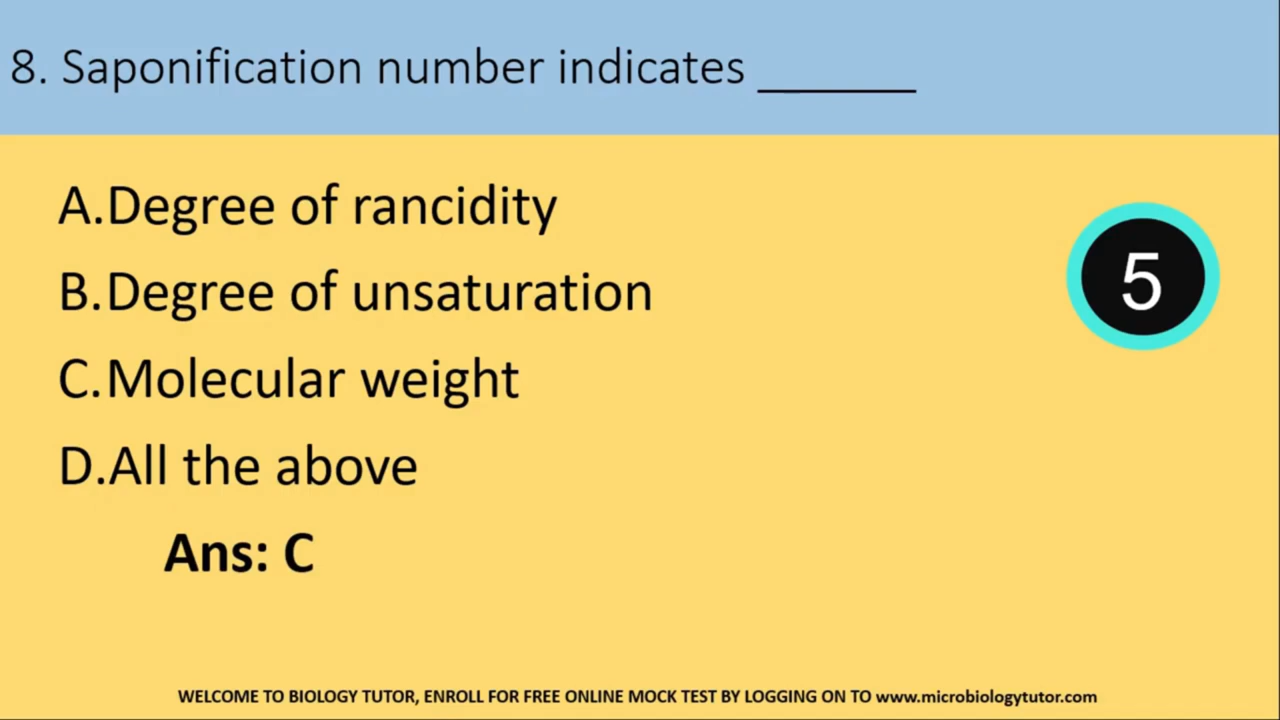 8. Saponification number indicates _______
A.Degree of rancidity
B.Degree of unsaturation
C.Molecular weight
D.All the above
Ans: C
5
WELCOME TO BIOLOGY TUTOR, ENROLL FOR FREE ONLINE MOCK TEST BY LOGGING ON TO www.microbiologytutor.com